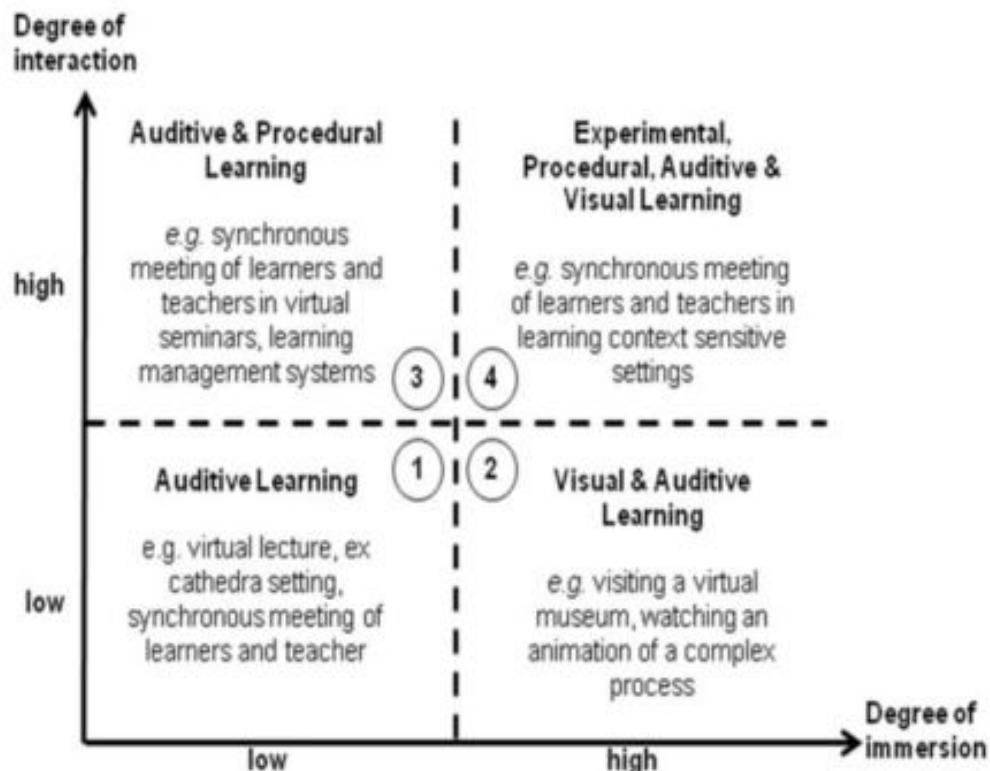 Degree of
interaction
Auditive & Procedural
Learning
e.g. synchronous
meeting of learners and
teachers in virtual
seminars, learning
management systems
3
Experimental,
Procedural, Auditive &
Visual Learning
e.g. synchronous meeting
of learners and teachers in
learning context sensitive
settings
4
high
Auditive Learning
e.g. virtual lecture, ex
cathedra setting,
synchronous meeting of
learners and teacher
1
2
Visual & Auditive
Learning
e.g. visiting a virtual
museum, watching an
animation of a complex
process
low
low
high
Degree of
immersion